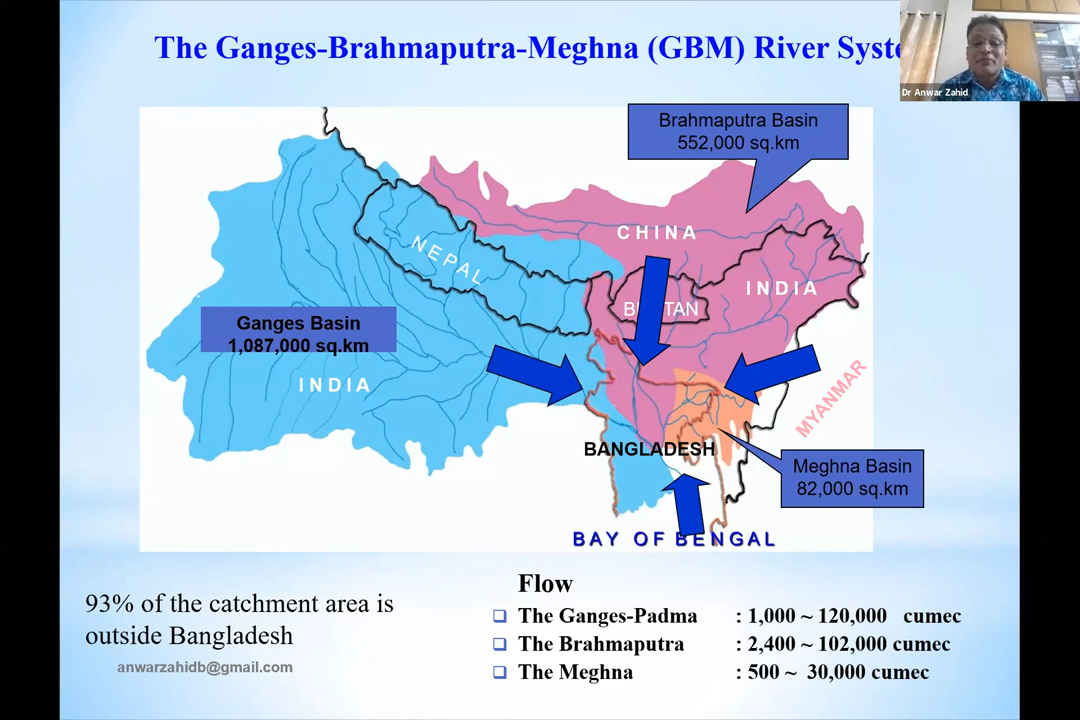 The Ganges-Brahmaputra-Meghna (GBM) River Syste
Dr Anwar Zahid
Brahmaputra Basin
552,000 sq.km
CHINA
NEPAL
INDIA
BHUTAN
Ganges Basin
1,087,000 sq.km
INDIA
MYANMAR
BANGLADESH
Meghna Basin
82,000 sq.km
BAY OF BENGAL
93% of the catchment area is
outside Bangladesh
anwarzahidb@gmail.com
Flow
The Ganges-Padma : 1,000 ~ 120,000 cumec
The Brahmaputra : 2,400 ~ 102,000 cumec
The Meghna : 500 ~ 30,000 cumec